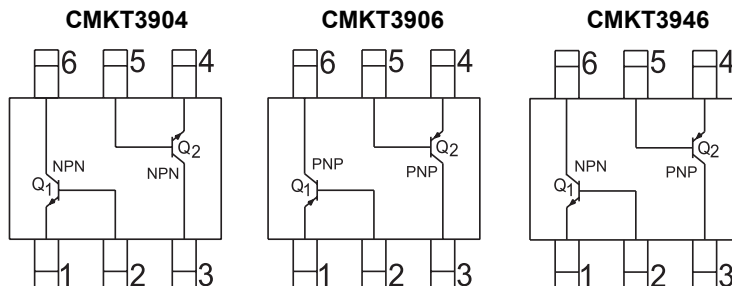 CMKT3904
CMKT3906
CMKT3946
6 5 4
6 5 4
6 5 4
Q2
Q2
Q2
NPN
NPN
PNP
PNP
NPN
PNP
Q1
Q1
Q1
1 2 3
1 2 3
1 2 3